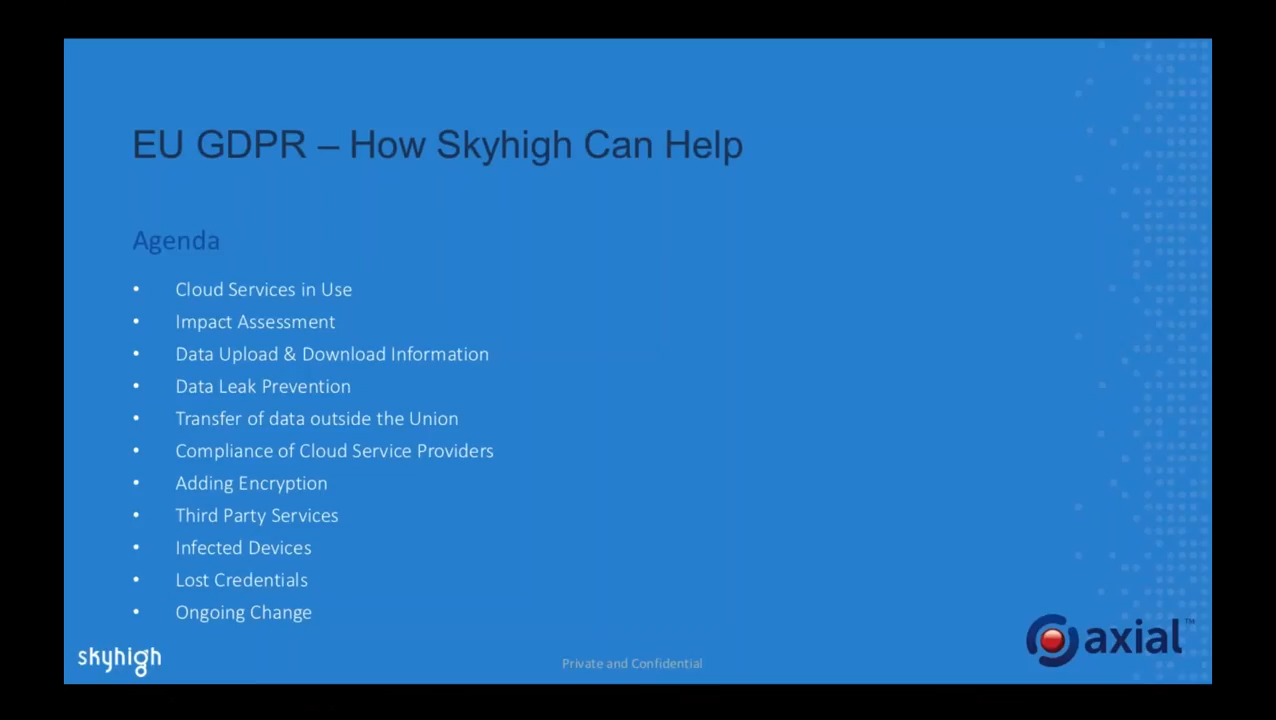 EU GDPR – How Skyhigh Can Help
Agenda
• Cloud Services in Use
• Impact Assessment
• Data Upload & Download Information
• Data Leak Prevention
• Transfer of data outside the Union
• Compliance of Cloud Service Providers
• Adding Encryption
• Third Party Services
• Infected Devices
• Lost Credentials
• Ongoing Change
skyhigh
Private and Confidential
axial™